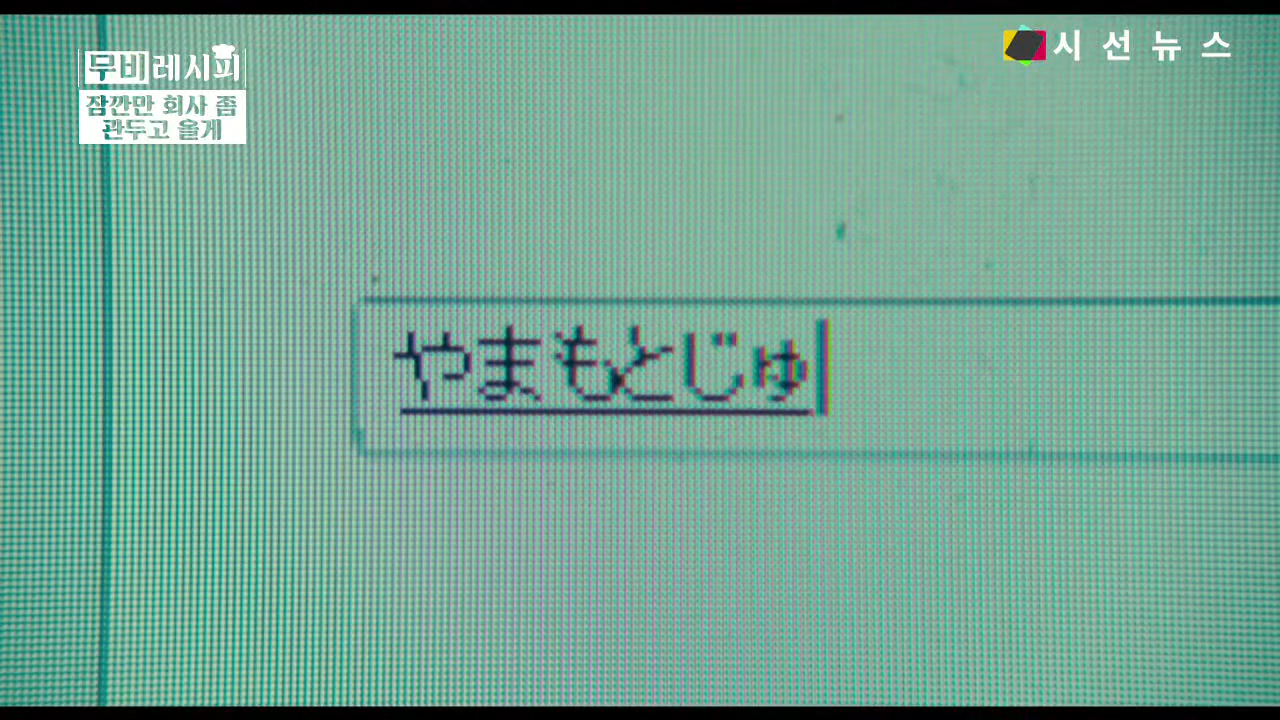 무비레시피
시선뉴스
잠깐만 회사 좀
관두고 올게
やまもとじゅ